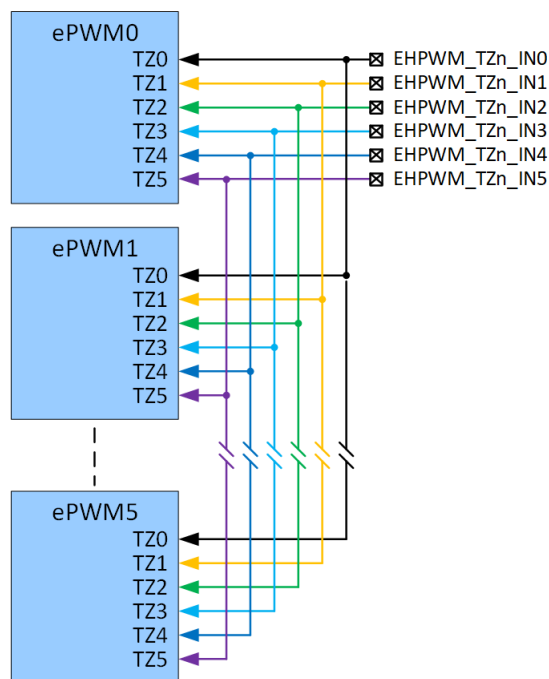 ePWM0
TZ0 EHPWM_TZn_IN0
TZ1 EHPWM_TZn_IN1
TZ2 EHPWM_TZn_IN2
TZ3 EHPWM_TZn_IN3
TZ4 EHPWM_TZn_IN4
TZ5 EHPWM_TZn_IN5
ePWM1
TZ0
TZ1
TZ2
TZ3
TZ4
TZ5
ePWM5
TZ0
TZ1
TZ2
TZ3
TZ4
TZ5